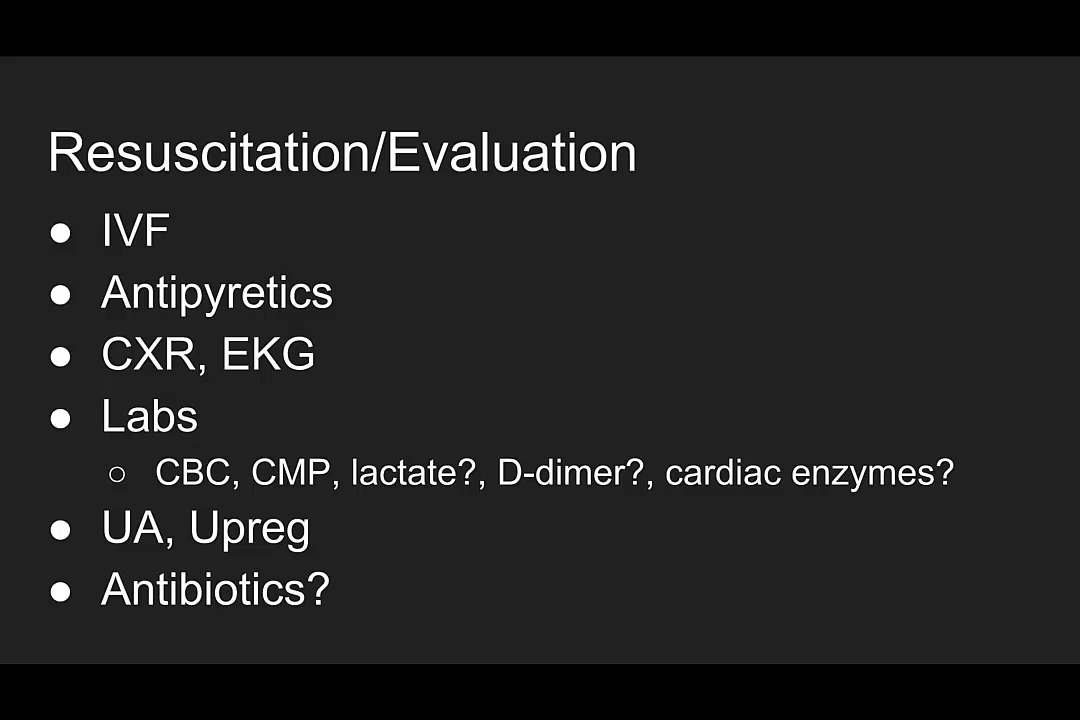 Resuscitation/Evaluation
● IVF
● Antipyretics
● CXR, EKG
● Labs
○ CBC, CMP, lactate?, D-dimer?, cardiac enzymes?
● UA, Upreg
● Antibiotics?